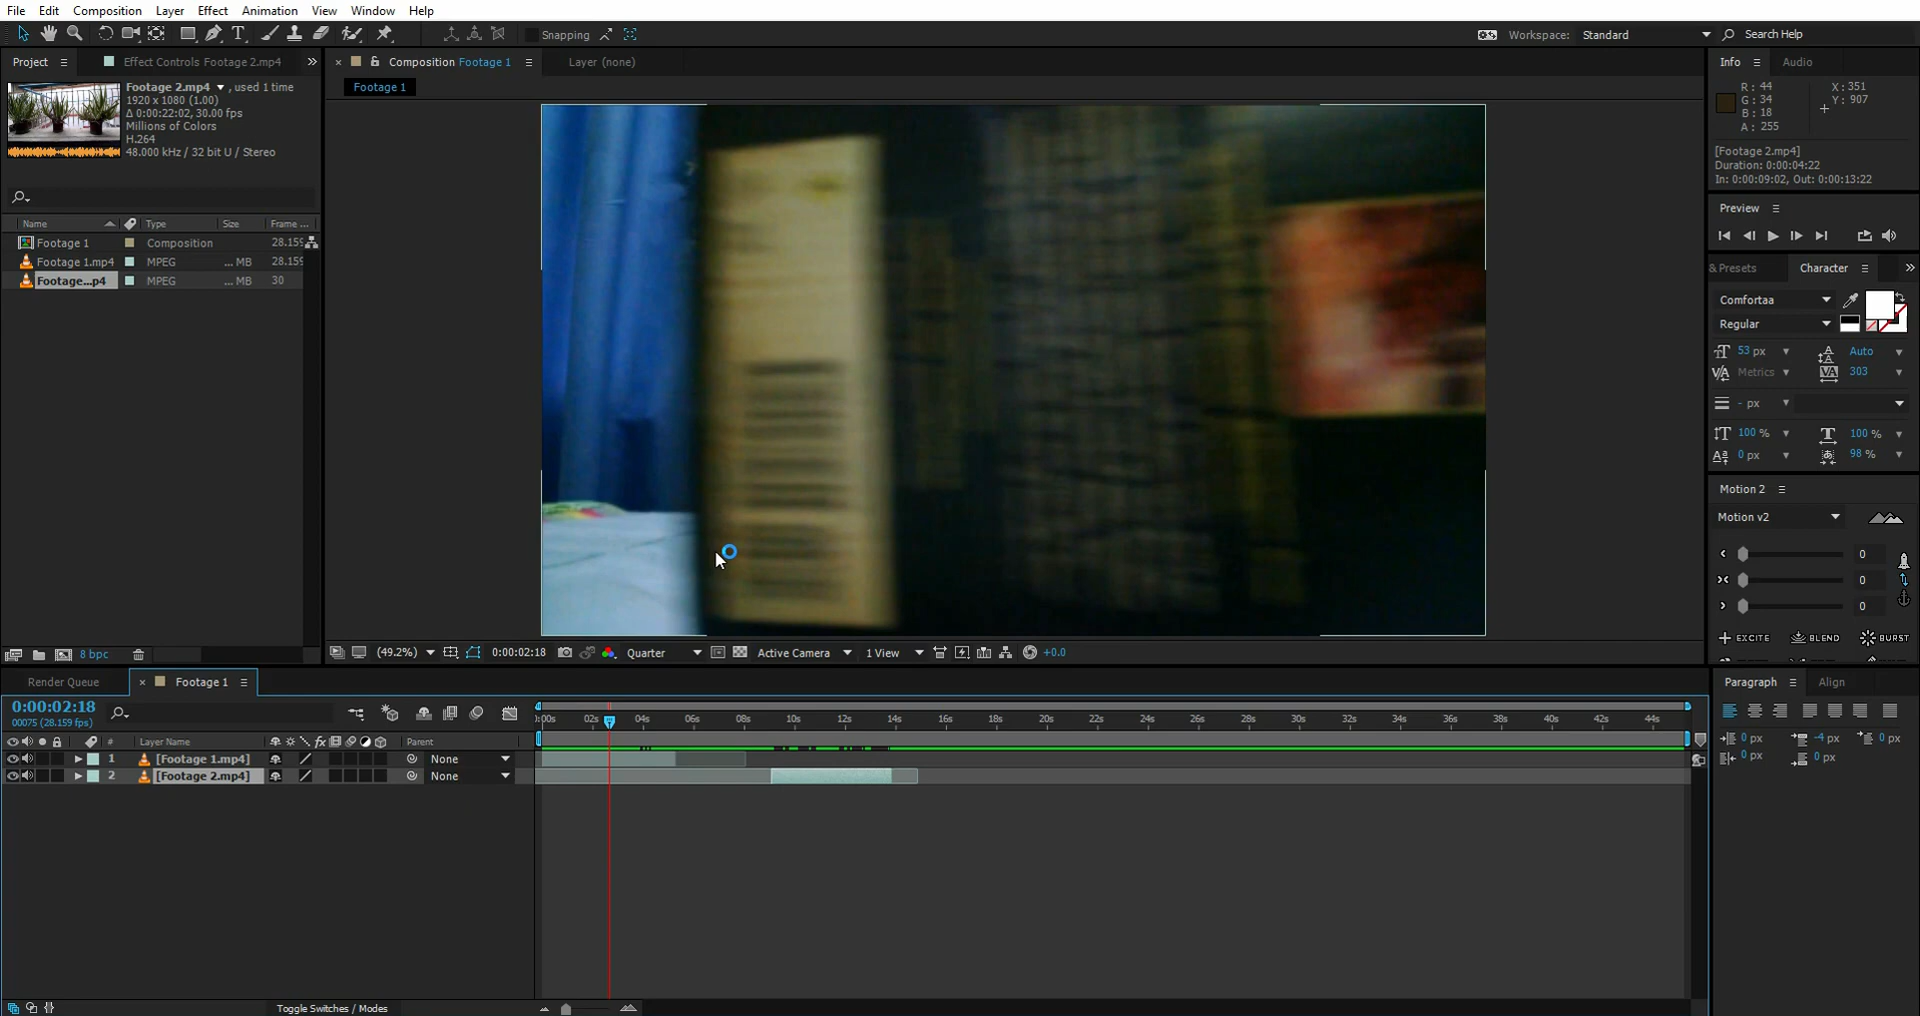 File Edit Composition Layer Effect Animation View Window Help
Snapping
Workspace: Standard
Search Help
Project
Effect Controls Footage 2.mp4
Composition Footage 1
Layer (none)
Info
Audio
Footage 1
Footage 2.mp4 , used 1 time
1920 x 1080 (1.00)
Δ 0:00:22:02, 30.00 fps
Millions of Colors
H.264
48.000 kHz / 32 bit U / Stereo
R: 44
G: 34
B: 18
A: 255
X: 351
Y: 907
[Footage 2.mp4]
Duration: 0:00:04:22
In: 0:00:09:02, Out: 0:00:13:22
Preview
Name Type Size Frame ...
Footage 1 Composition 28.159
Footage 1.mp4 MPEG ... MB 28.159
Footage...p4 MPEG ... MB 30
& Presets
Character
Comfortaa
Regular
53 px
Auto
Metrics
303
- px
100 %
100 %
0 px
98 %
Motion 2
Motion v2
0
0
0
EXCITE BLEND BURST
8 bpc
(49.2%) 0:00:02:18 Quarter Active Camera 1 View +0.0
Render Queue
Footage 1
Paragraph
Align
0:00:02:18
00075 (28.159 fps)
:00s 02s 04s 06s 08s 10s 12s 14s 16s 18s 20s 22s 24s 26s 28s 30s 32s 34s 36s 38s 40s 42s 44s
0 px -4 px 0 px
0 px 0 px
# Layer Name Parent
1 [Footage 1.mp4] None
2 [Footage 2.mp4] None
Toggle Switches / Modes